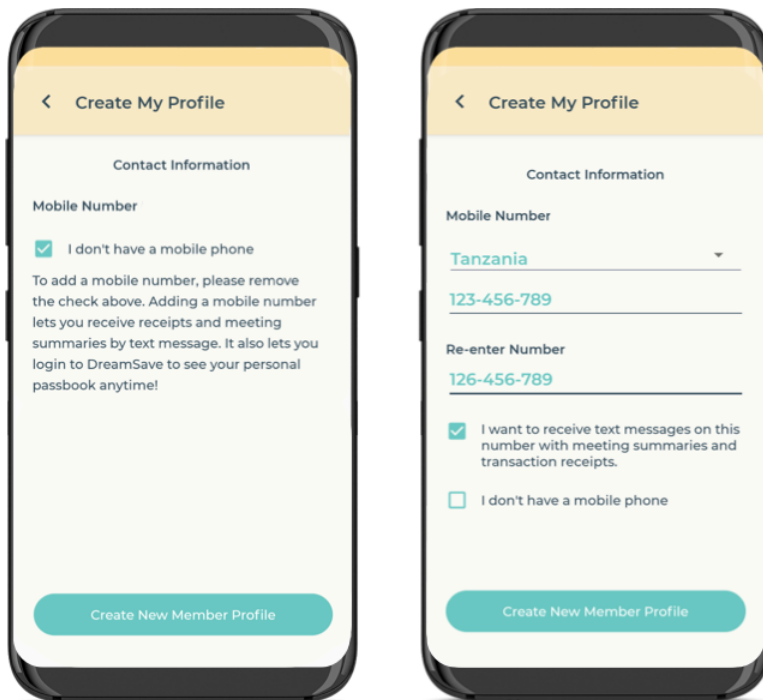 Create My Profile
Contact Information
Mobile Number
I don't have a mobile phone
To add a mobile number, please remove
the check above. Adding a mobile number
lets you receive receipts and meeting
summaries by text message. It also lets you
login to DreamSave to see your personal
passbook anytime!
Create New Member Profile
Create My Profile
Contact Information
Mobile Number
Tanzania
123-456-789
Re-enter Number
126-456-789
I want to receive text messages on this
number with meeting summaries and
transaction receipts.
I don't have a mobile phone
Create New Member Profile